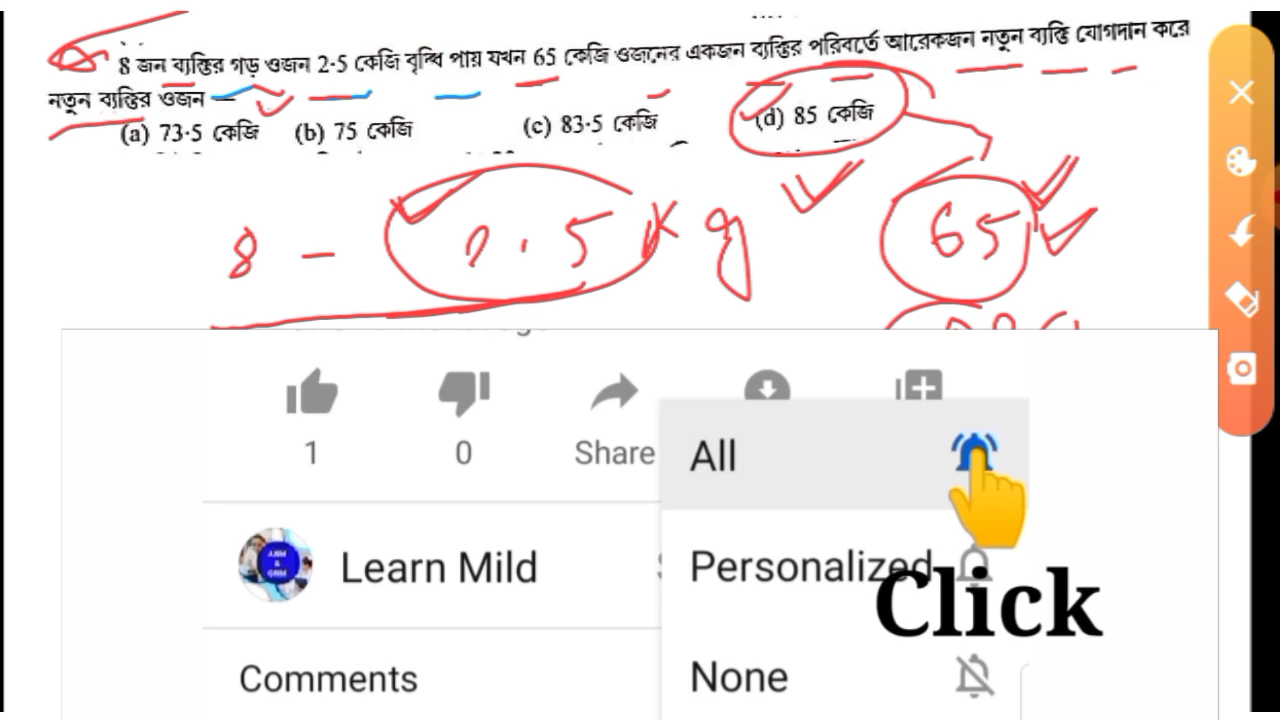 8 জন ব্যক্তির গড় ওজন 2·5 কেজি বৃদ্ধি পায় যখন 65 কেজি ওজনের একজন ব্যক্তির পরিবর্তে আরেকজন নতুন ব্যক্তি যোগদান করে
নতুন ব্যক্তির ওজন —
(a) 73·5 কেজি (b) 75 কেজি (c) 83·5 কেজি (d) 85 কেজি
8 - 2.5 kg 65
1 0 Share
All
Learn Mild
Personalized
Click
Comments
None